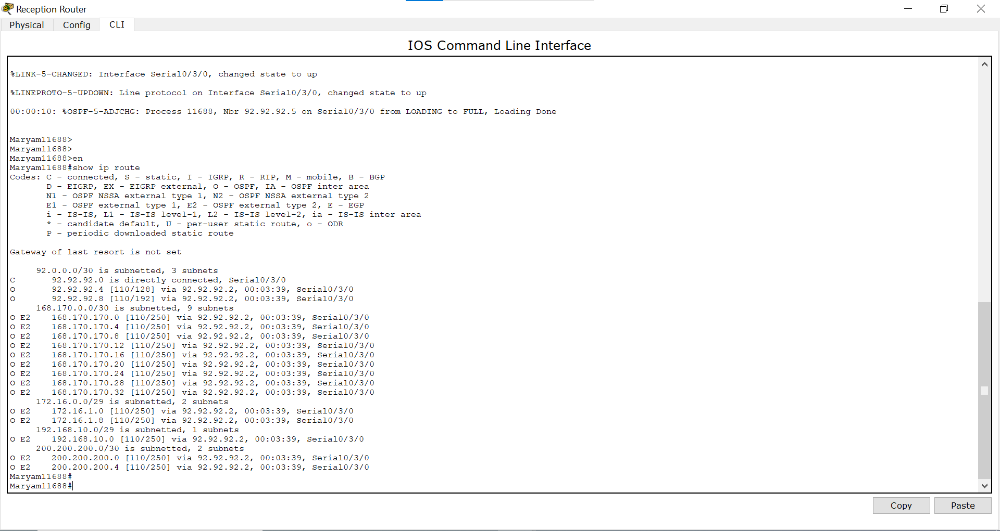 Reception Router
Physical Config CLI
IOS Command Line Interface
%LINK-5-CHANGED: Interface Serial0/3/0, changed state to up
%LINEPROTO-5-UPDOWN: Line protocol on Interface Serial0/3/0, changed state to up
00:00:10: %OSPF-5-ADJCHG: Process 11688, Nbr 92.92.92.5 on Serial0/3/0 from LOADING to FULL, Loading Done
Maryam11688>
Maryam11688>
Maryam11688>en
Maryam11688#show ip route
Codes: C - connected, S - static, I - IGRP, R - RIP, M - mobile, B - BGP
D - EIGRP, EX - EIGRP external, O - OSPF, IA - OSPF inter area
N1 - OSPF NSSA external type 1, N2 - OSPF NSSA external type 2
E1 - OSPF external type 1, E2 - OSPF external type 2, E - EGP
i - IS-IS, L1 - IS-IS level-1, L2 - IS-IS level-2, ia - IS-IS inter area
* - candidate default, U - per-user static route, o - ODR
P - periodic downloaded static route
Gateway of last resort is not set
92.0.0.0/30 is subnetted, 3 subnets
C 92.92.92.0 is directly connected, Serial0/3/0
O 92.92.92.4 [110/128] via 92.92.92.2, 00:03:39, Serial0/3/0
O 92.92.92.8 [110/192] via 92.92.92.2, 00:03:39, Serial0/3/0
168.170.0.0/30 is subnetted, 9 subnets
O E2 168.170.170.0 [110/250] via 92.92.92.2, 00:03:39, Serial0/3/0
O E2 168.170.170.4 [110/250] via 92.92.92.2, 00:03:39, Serial0/3/0
O E2 168.170.170.8 [110/250] via 92.92.92.2, 00:03:39, Serial0/3/0
O E2 168.170.170.12 [110/250] via 92.92.92.2, 00:03:39, Serial0/3/0
O E2 168.170.170.16 [110/250] via 92.92.92.2, 00:03:39, Serial0/3/0
O E2 168.170.170.20 [110/250] via 92.92.92.2, 00:03:39, Serial0/3/0
O E2 168.170.170.24 [110/250] via 92.92.92.2, 00:03:39, Serial0/3/0
O E2 168.170.170.28 [110/250] via 92.92.92.2, 00:03:39, Serial0/3/0
O E2 168.170.170.32 [110/250] via 92.92.92.2, 00:03:39, Serial0/3/0
172.16.0.0/29 is subnetted, 2 subnets
O E2 172.16.1.0 [110/250] via 92.92.92.2, 00:03:39, Serial0/3/0
O E2 172.16.1.8 [110/250] via 92.92.92.2, 00:03:39, Serial0/3/0
192.168.10.0/29 is subnetted, 1 subnets
O E2 192.168.10.0 [110/250] via 92.92.92.2, 00:03:39, Serial0/3/0
200.200.200.0/30 is subnetted, 2 subnets
O E2 200.200.200.0 [110/250] via 92.92.92.2, 00:03:39, Serial0/3/0
O E2 200.200.200.4 [110/250] via 92.92.92.2, 00:03:39, Serial0/3/0
Maryam11688#
Maryam11688#
Copy Paste